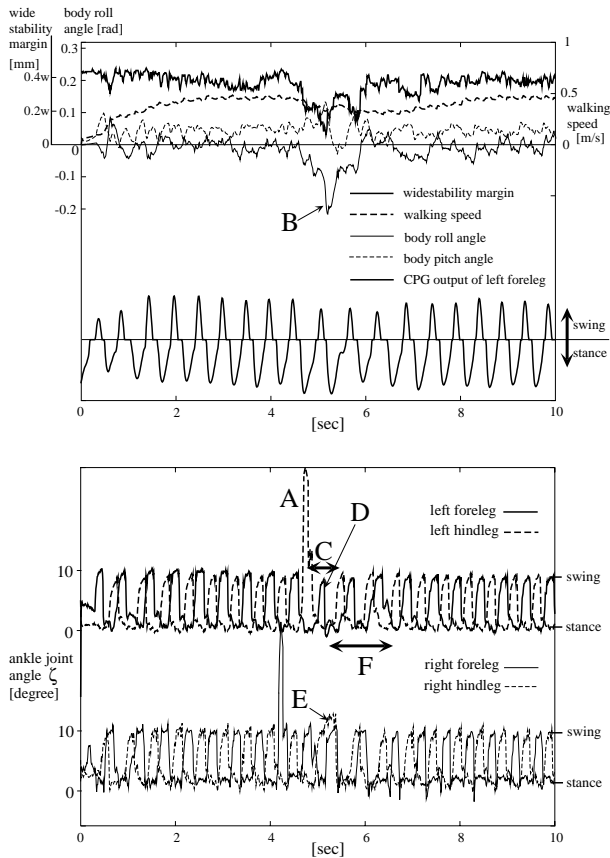 wide
stability
margin
[mm]
body roll
angle [rad]
0.3
0.4w
0.2
0.2w
0.1
0
0
-0.1
-0.2
1
0.5
walking
speed
[m/s]
0
B
widestability margin
walking speed
body roll angle
body pitch angle
CPG output of left foreleg
swing
stance
0 2 4 6 8 10
[sec]
A
D
C
left foreleg
left hindleg
10
swing
0
stance
F
ankle joint
angle ζ
[degree]
right foreleg
right hindleg
E
10
swing
0
stance
0 2 4 6 8 10
[sec]